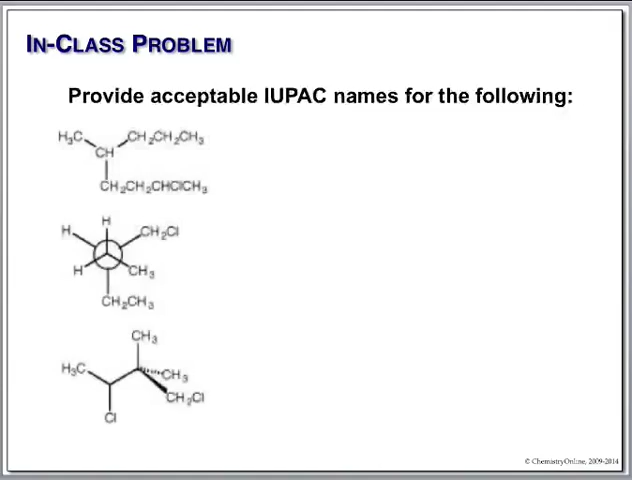 IN-CLASS PROBLEM
Provide acceptable IUPAC names for the following:
H₃C CH₂CH₂CH₃
CH
CH₂CH₂CHClCH₃
H
H CH₂Cl
H CH₃
CH₂CH₃
CH₃
H₃C CH₃
CH₂Cl
Cl
© ChemistryOnline, 2009-2014